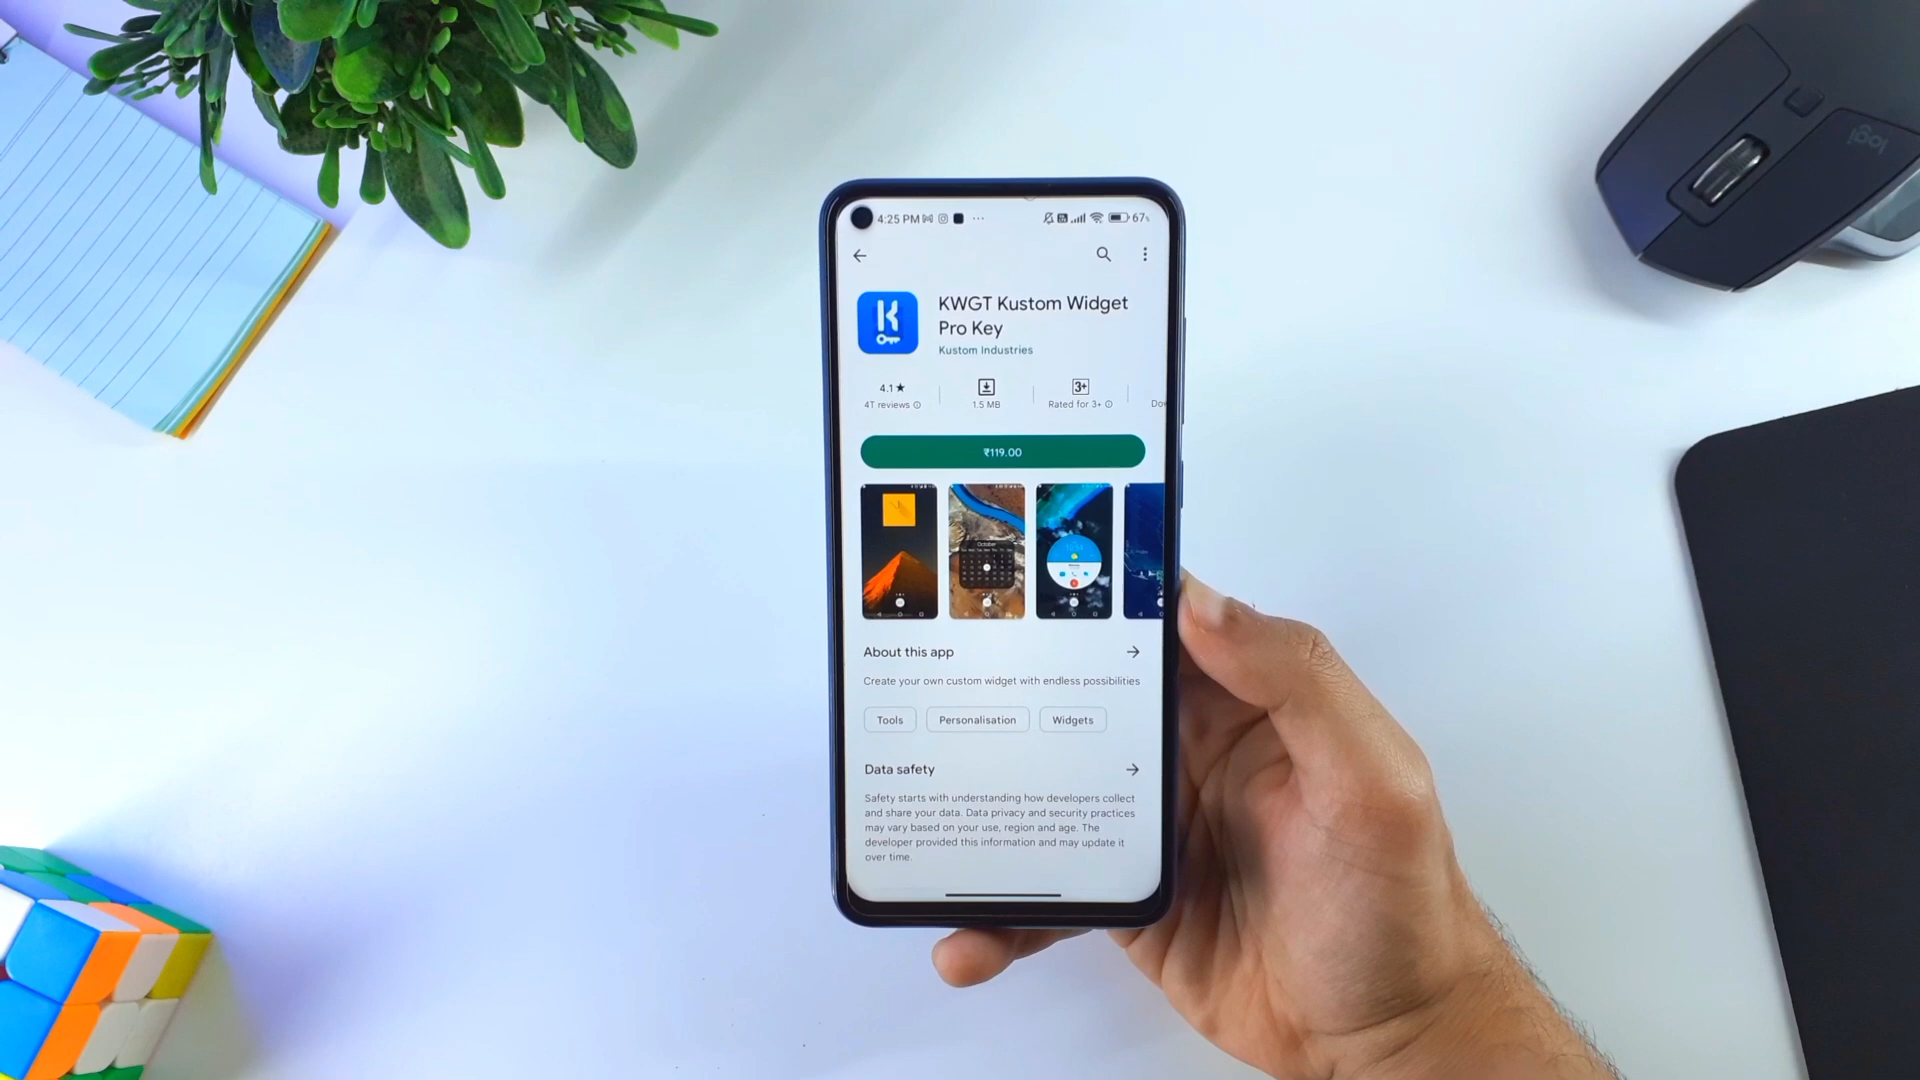 4:25 PM
67%
KWGT Kustom Widget
Pro Key
Kustom Industries
4.1★
3+
4T reviews
1.5 MB
Rated for 3+
₹119.00
October
About this app
Create your own custom widget with endless possibilities
Tools
Personalisation
Widgets
Data safety
Safety starts with understanding how developers collect
and share your data. Data privacy and security practices
may vary based on your use, region and age. The
developer provided this information and may update it
over time.
logi